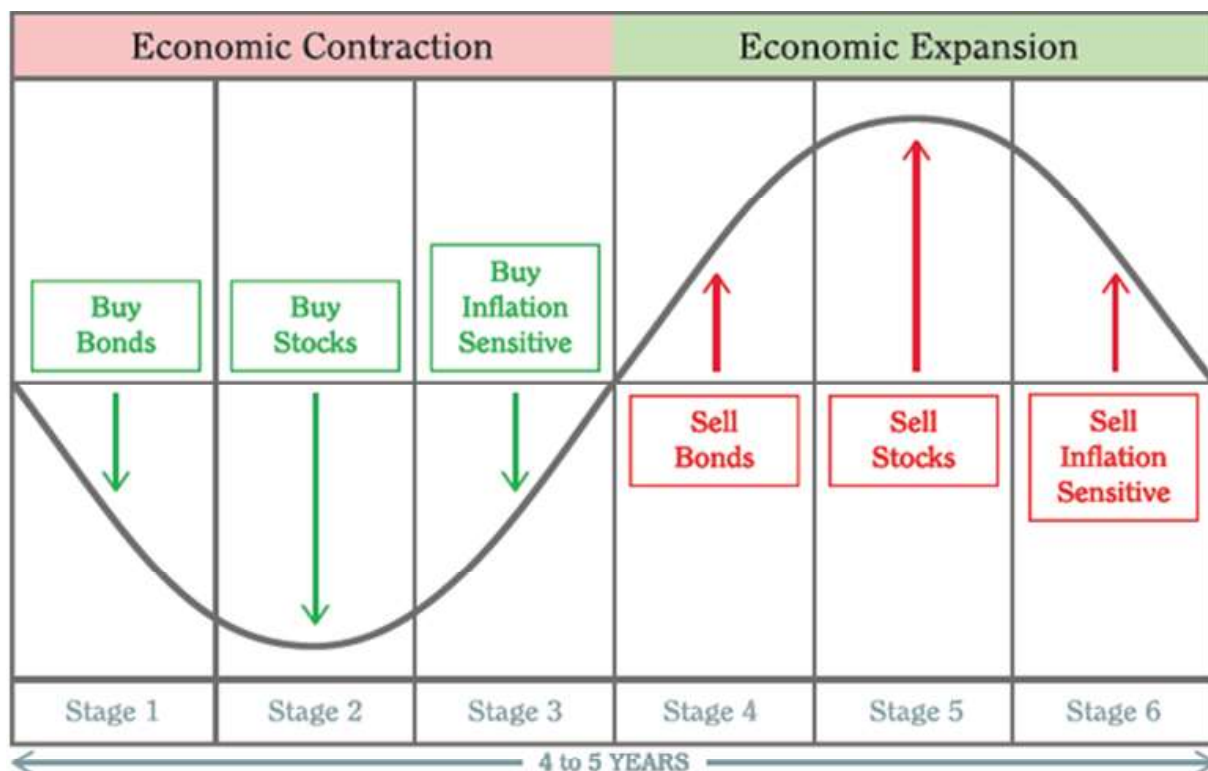 Economic Contraction
Economic Expansion
Buy
Bonds
Buy
Stocks
Buy
Inflation
Sensitive
Sell
Bonds
Sell
Stocks
Sell
Inflation
Sensitive
Stage 1
Stage 2
Stage 3
Stage 4
Stage 5
Stage 6
4 to 5 YEARS